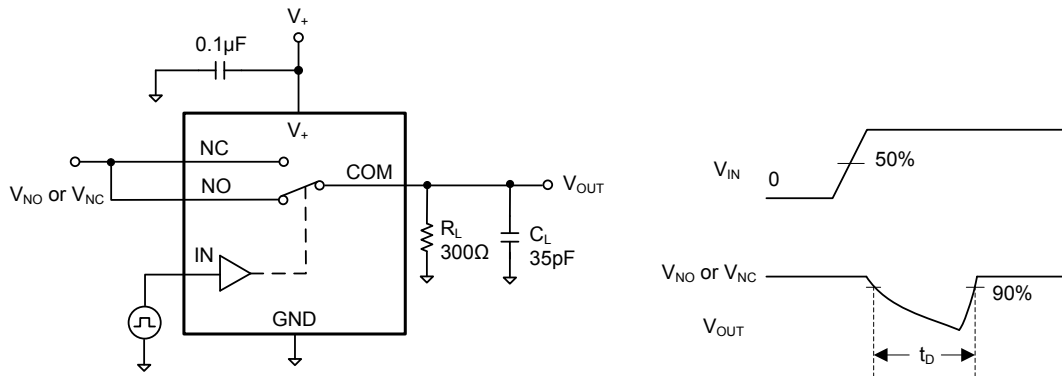 V+
0.1µF
V+
NC
COM
NO
VNO or VNC
VOUT
RL
300Ω
CL
35pF
IN
GND
VIN
0
50%
VNO or VNC
90%
VOUT
tD